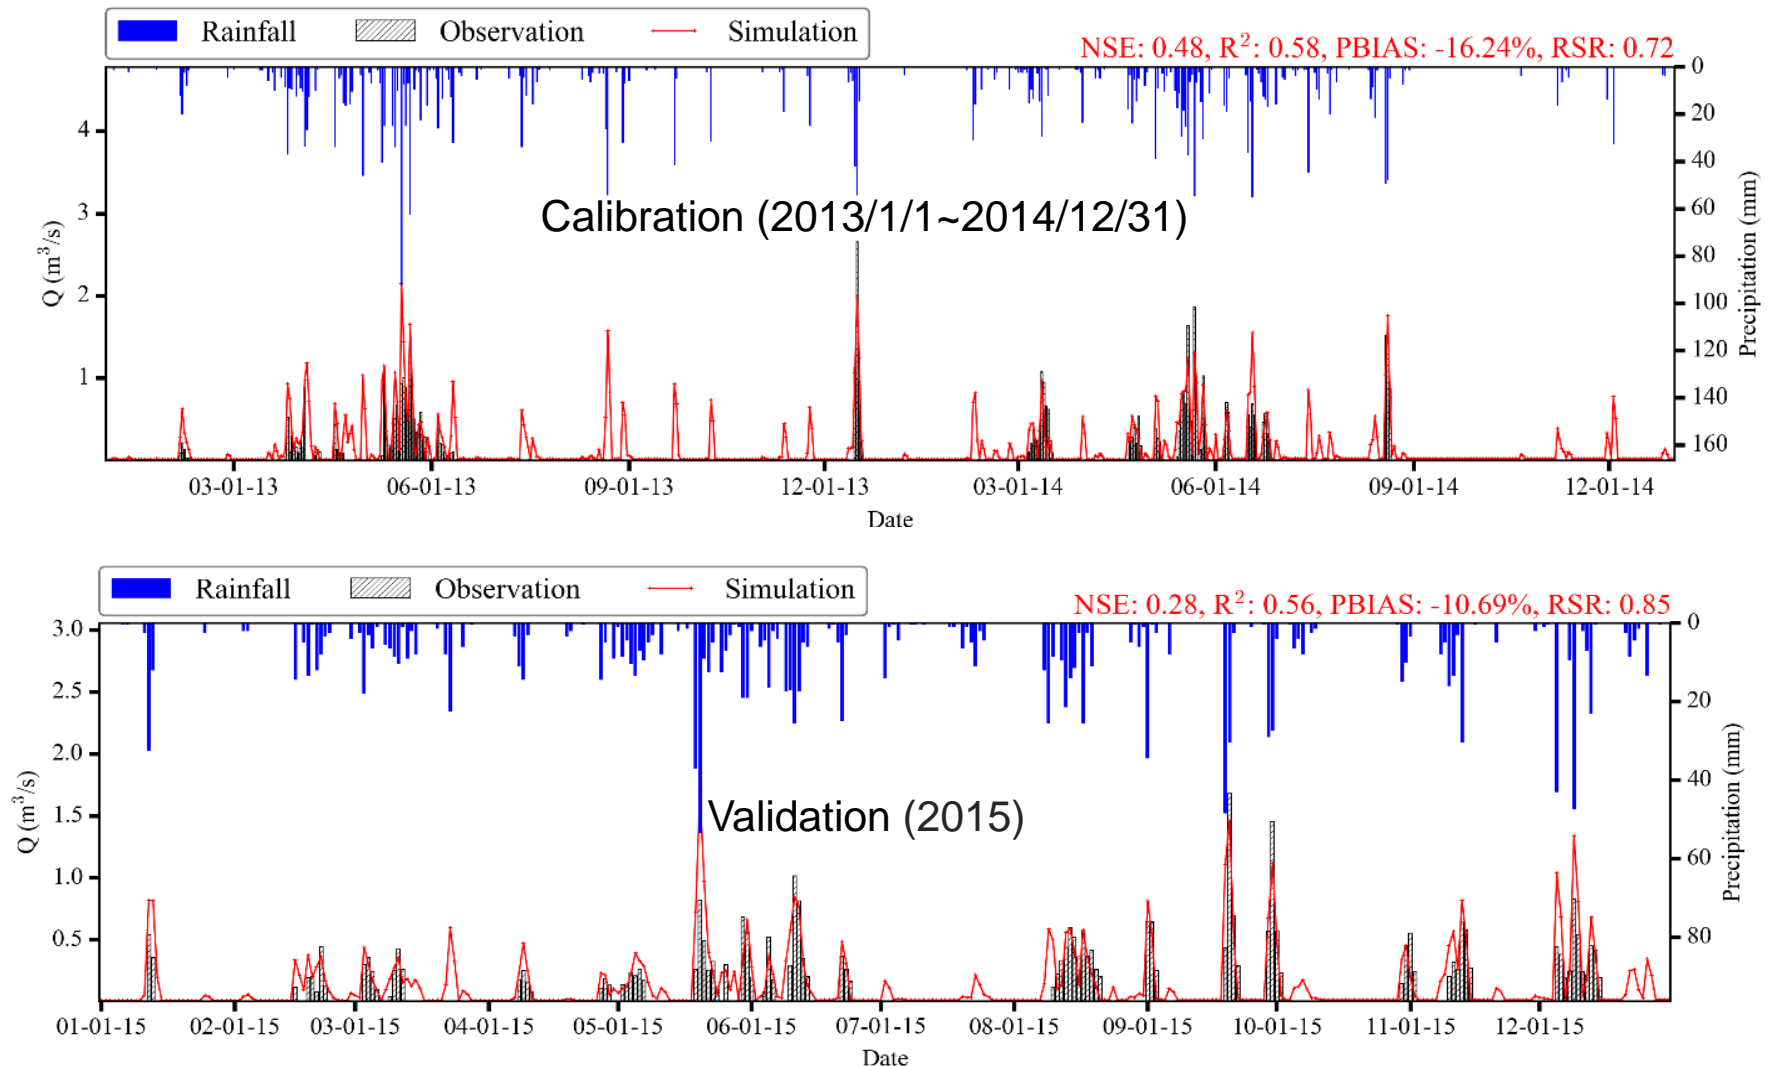 Rainfall Observation Simulation
NSE: 0.48, R²: 0.58, PBIAS: -16.24%, RSR: 0.72
4
3
2
1
Q (m³/s)
0
20
40
60
80
100
120
140
160
Precipitation (mm)
Calibration (2013/1/1~2014/12/31)
03-01-13 06-01-13 09-01-13 12-01-13 03-01-14 06-01-14 09-01-14 12-01-14
Date
Rainfall Observation Simulation
NSE: 0.28, R²: 0.56, PBIAS: -10.69%, RSR: 0.85
3.0
2.5
2.0
1.5
1.0
0.5
Q (m³/s)
0
20
40
60
80
Precipitation (mm)
Validation (2015)
01-01-15 02-01-15 03-01-15 04-01-15 05-01-15 06-01-15 07-01-15 08-01-15 09-01-15 10-01-15 11-01-15 12-01-15
Date